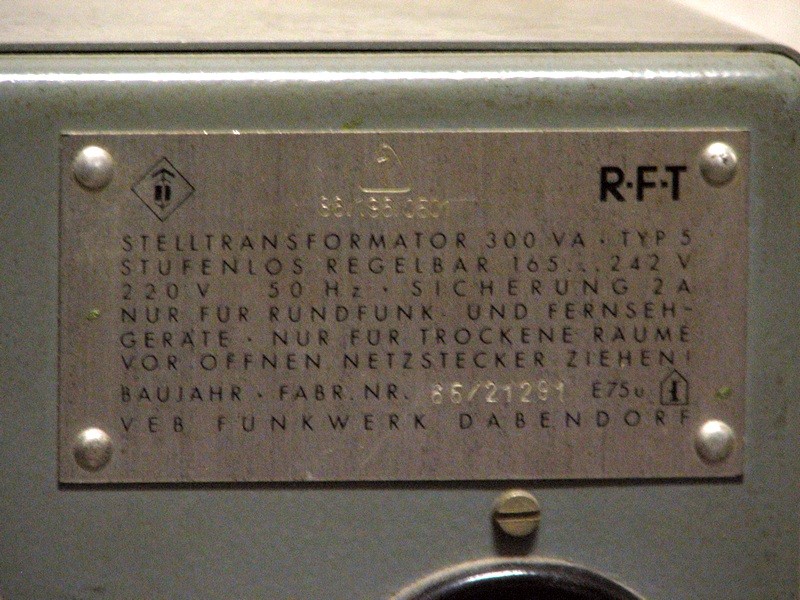 R·F·T
STELLTRANSFORMATOR 300 VA · TYP 5
STUFENLOS REGELBAR 165...242 V
220 V 50 Hz · SICHERUNG 2 A
NUR FÜR RUNDFUNK- UND FERNSEH-
GERÄTE · NUR FÜR TROCKENE RÄUME
VOR ÖFFNEN NETZSTECKER ZIEHEN!
BAUJAHR · FABR. NR. 66/21291 E75u
VEB FUNKWERK DABENDORF